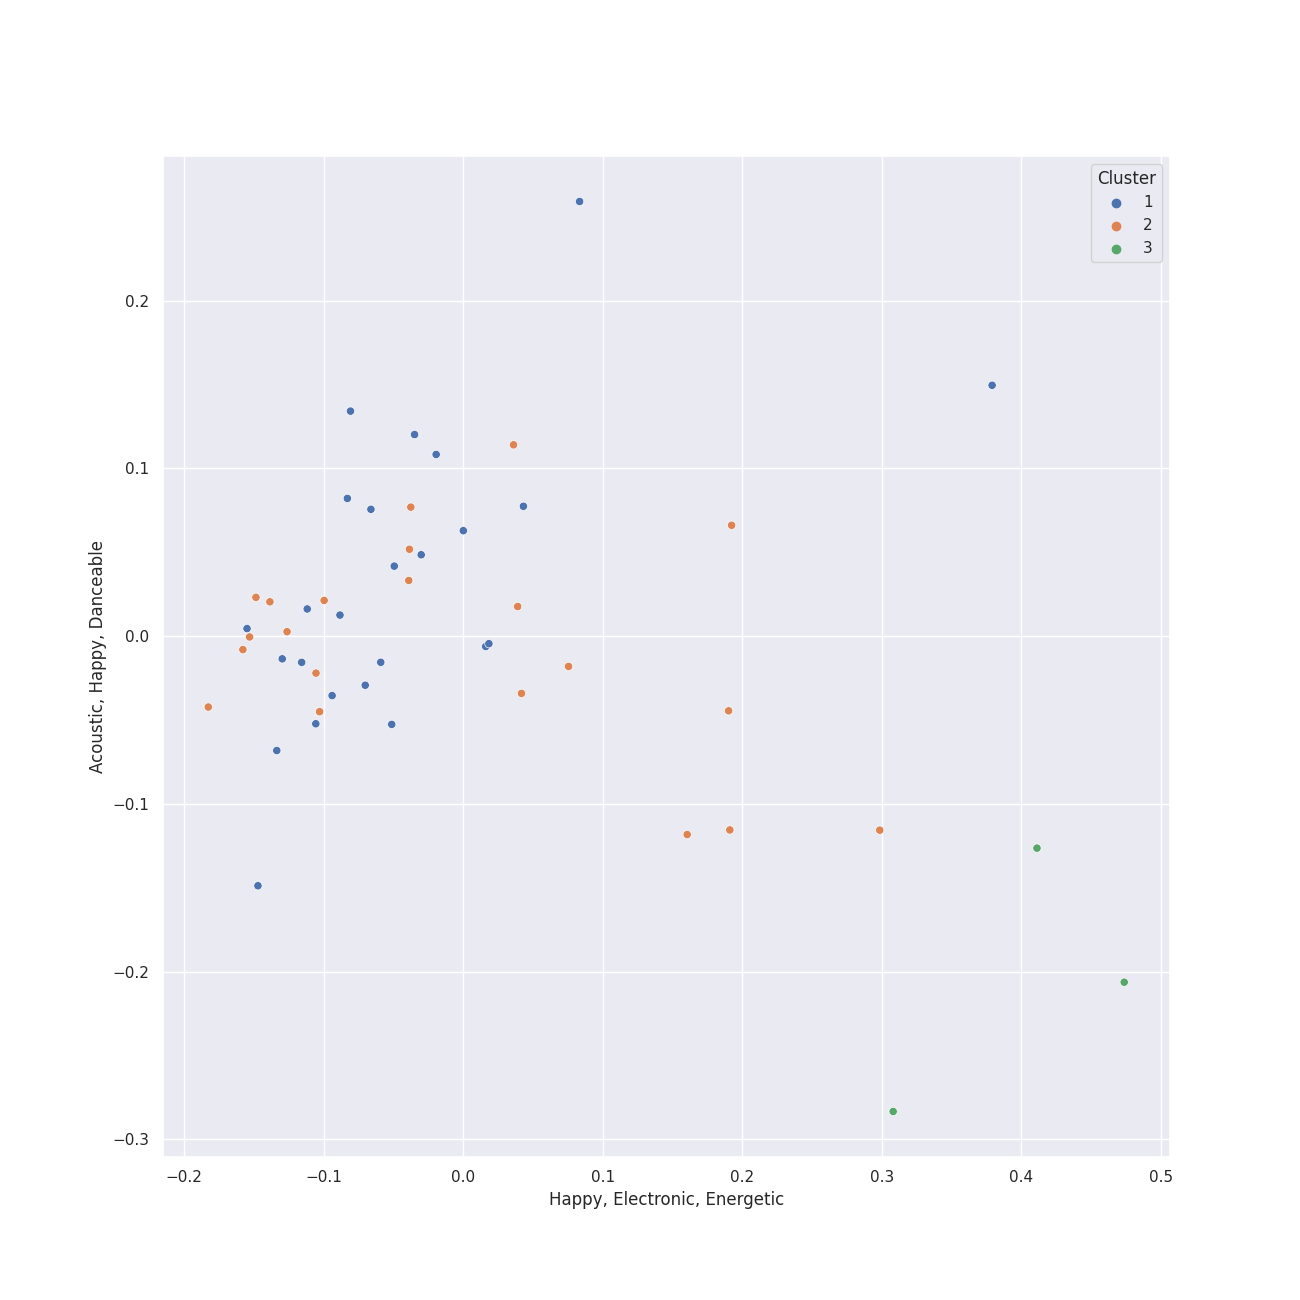 Cluster
1
2
3
0.2
0.1
0.0
−0.1
−0.2
−0.3
Acoustic, Happy, Danceable
−0.2 −0.1 0.0 0.1 0.2 0.3 0.4 0.5
Happy, Electronic, Energetic